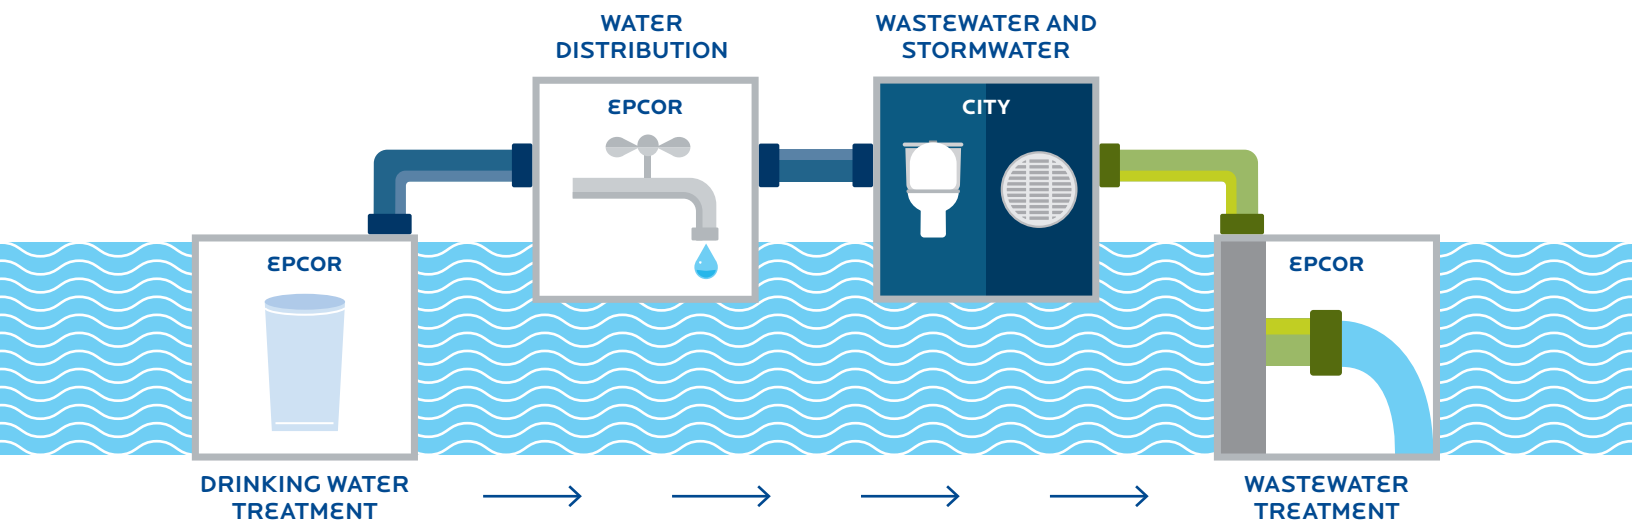 WATER
DISTRIBUTION
WASTEWATER AND
STORMWATER
EPCOR
CITY
EPCOR
EPCOR
DRINKING WATER
TREATMENT
WASTEWATER
TREATMENT